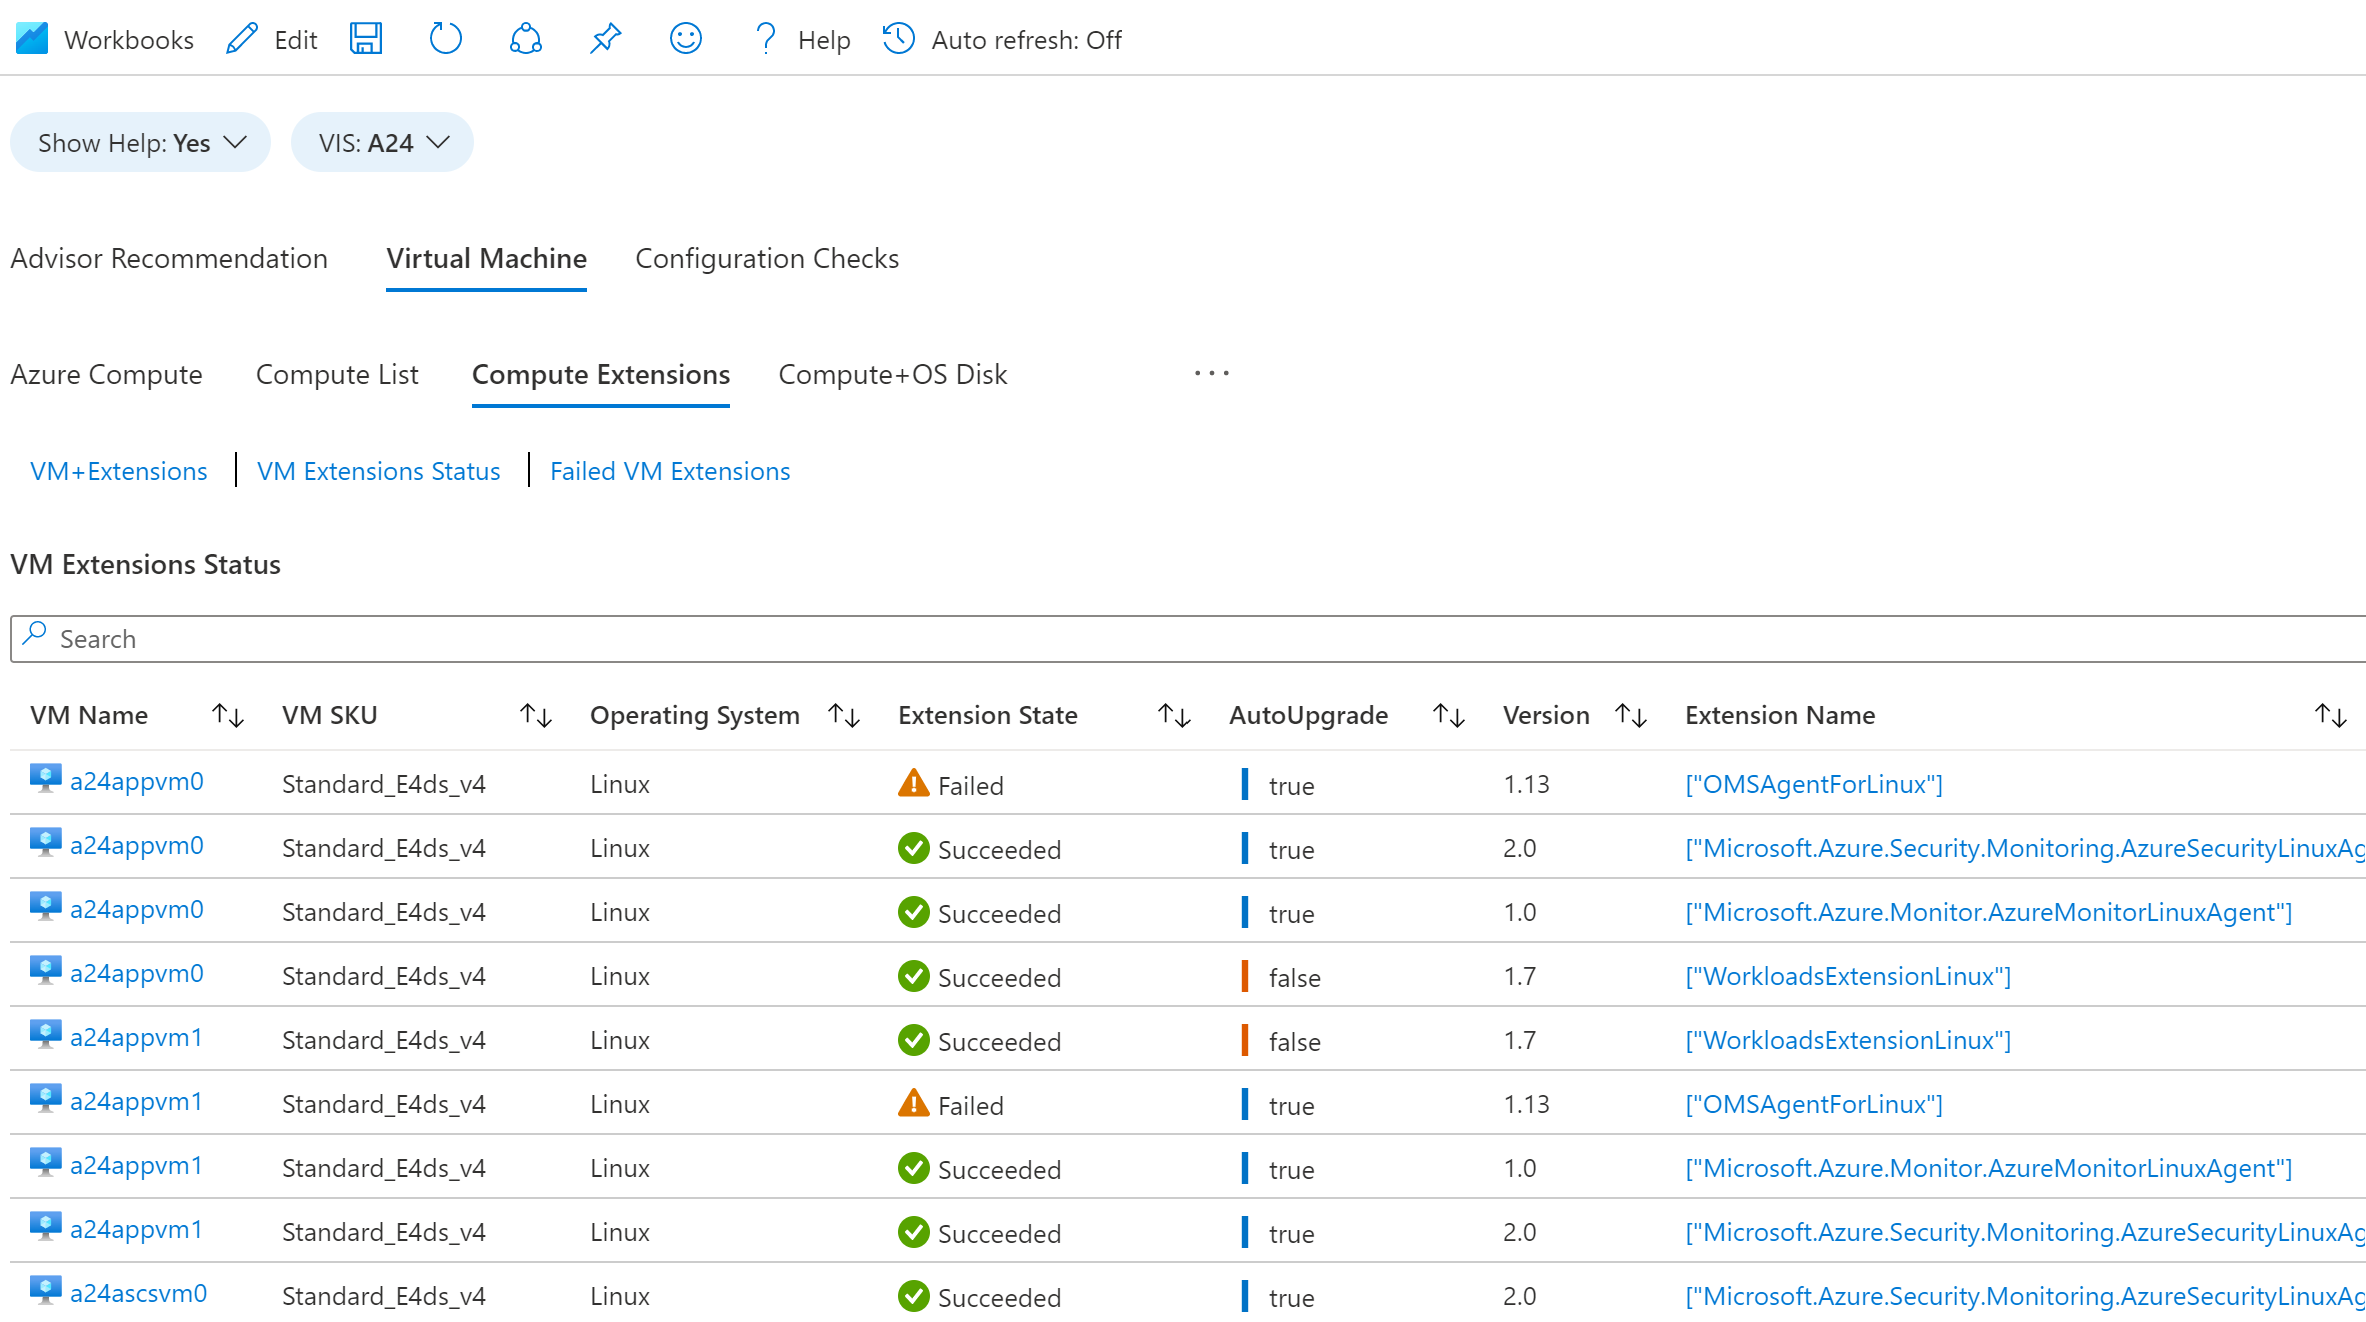 Workbooks Edit Help Auto refresh: Off
Show Help: Yes VIS: A24
Advisor Recommendation Virtual Machine Configuration Checks
Azure Compute Compute List Compute Extensions Compute+OS Disk ...
VM+Extensions VM Extensions Status Failed VM Extensions
VM Extensions Status
Search
VM Name VM SKU Operating System Extension State AutoUpgrade Version Extension Name
a24appvm0 Standard_E4ds_v4 Linux Failed true 1.13 ["OMSAgentForLinux"]
a24appvm0 Standard_E4ds_v4 Linux Succeeded true 2.0 ["Microsoft.Azure.Security.Monitoring.AzureSecurityLinuxAg
a24appvm0 Standard_E4ds_v4 Linux Succeeded true 1.0 ["Microsoft.Azure.Monitor.AzureMonitorLinuxAgent"]
a24appvm0 Standard_E4ds_v4 Linux Succeeded false 1.7 ["WorkloadsExtensionLinux"]
a24appvm1 Standard_E4ds_v4 Linux Succeeded false 1.7 ["WorkloadsExtensionLinux"]
a24appvm1 Standard_E4ds_v4 Linux Failed true 1.13 ["OMSAgentForLinux"]
a24appvm1 Standard_E4ds_v4 Linux Succeeded true 1.0 ["Microsoft.Azure.Monitor.AzureMonitorLinuxAgent"]
a24appvm1 Standard_E4ds_v4 Linux Succeeded true 2.0 ["Microsoft.Azure.Security.Monitoring.AzureSecurityLinuxAg
a24ascsvm0 Standard_E4ds_v4 Linux Succeeded true 2.0 ["Microsoft.Azure.Security.Monitoring.AzureSecurityLinuxAg